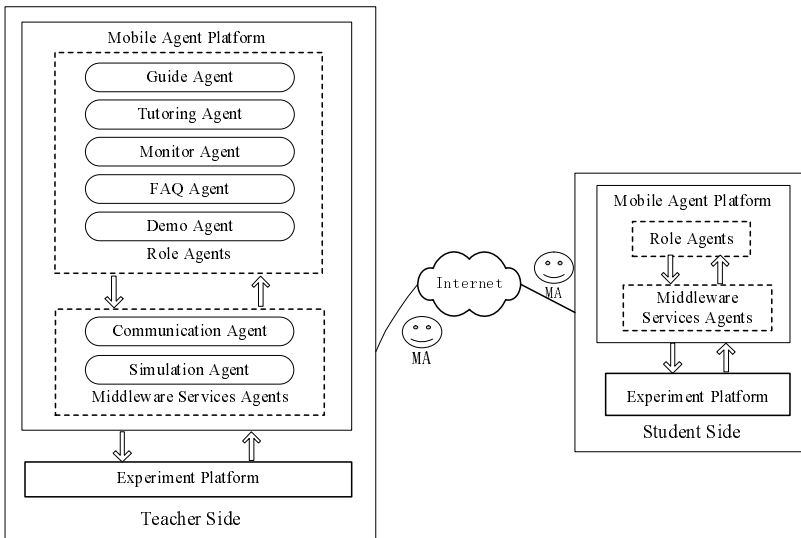 Mobile Agent Platform
Guide Agent
Tutoring Agent
Monitor Agent
FAQ Agent
Demo Agent
Role Agents
Communication Agent
Simulation Agent
Middleware Services Agents
Experiment Platform
Teacher Side
Internet
MA
MA
Mobile Agent Platform
Role Agents
Middleware
Services Agents
Experiment Platform
Student Side